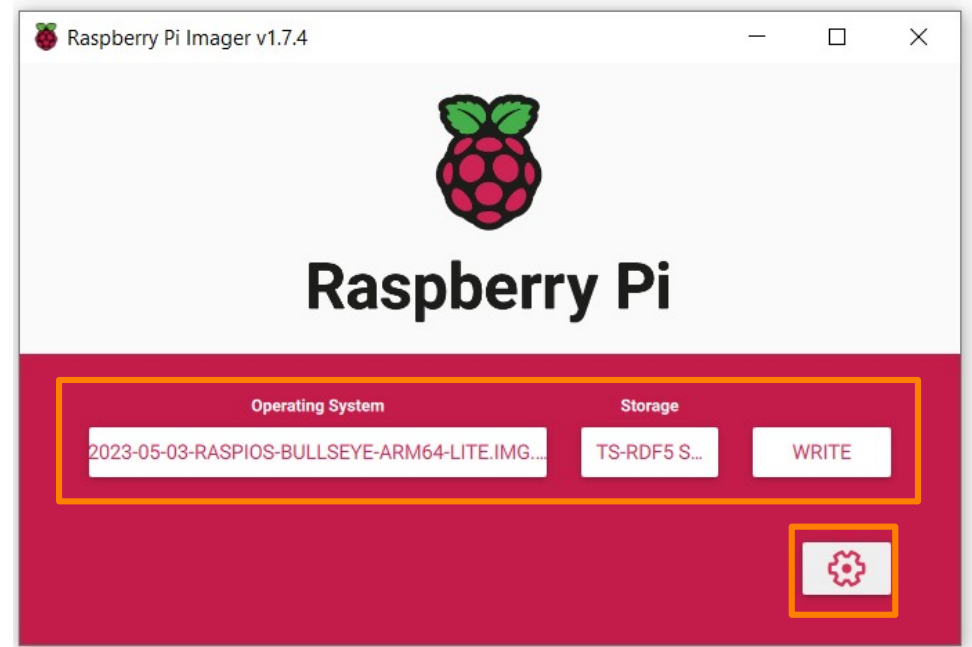 Raspberry Pi Imager v1.7.4
Raspberry Pi
Operating System Storage
2023-05-03-RASPIOS-BULLSEYE-ARM64-LITE.IMG.... TS-RDF5 S... WRITE